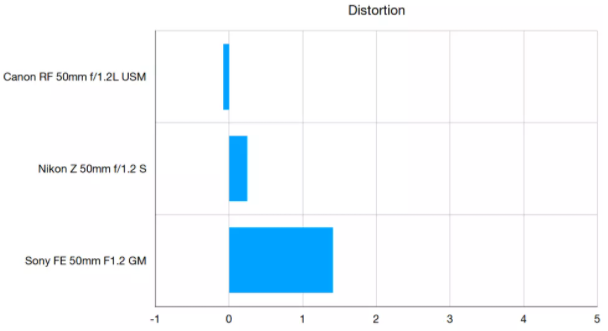 Distortion
Canon RF 50mm f/1.2L USM
Nikon Z 50mm f/1.2 S
Sony FE 50mm F1.2 GM
-1 0 1 2 3 4 5